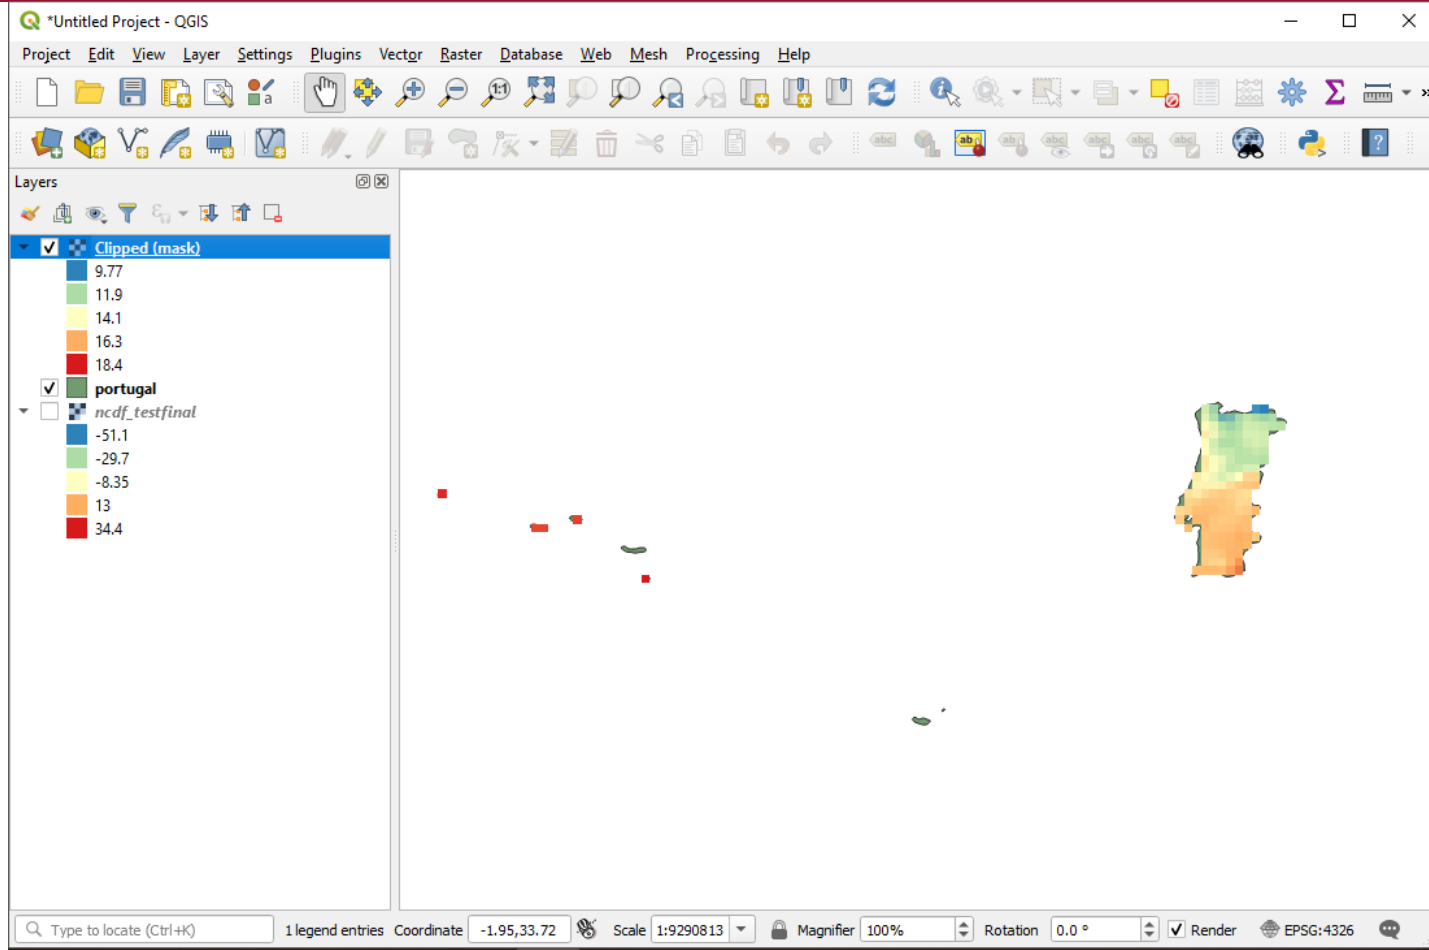 *Untitled Project - QGIS
Project Edit View Layer Settings Plugins Vector Raster Database Web Mesh Processing Help
Layers
Clipped (mask)
9.77
11.9
14.1
16.3
18.4
portugal
ncdf_testfinal
-51.1
-29.7
-8.35
13
34.4
Type to locate (Ctrl+K) 1 legend entries Coordinate -1.95,33.72 Scale 1:9290813 Magnifier 100% Rotation 0.0 ° Render EPSG:4326